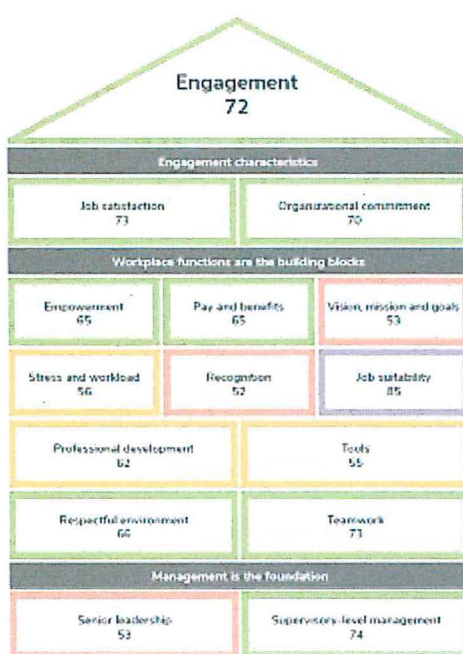 Engagement
72
Engagement characteristics
Job satisfaction
73
Organizational commitment
70
Workplace functions are the building blocks
Empowerment
65
Pay and benefits
65
Vision, mission and goals
53
Stress and workload
56
Recognition
52
Job suitability
85
Professional development
62
Tools
55
Respectful environment
66
Teamwork
73
Management is the foundation
Senior leadership
53
Supervisory-level management
74